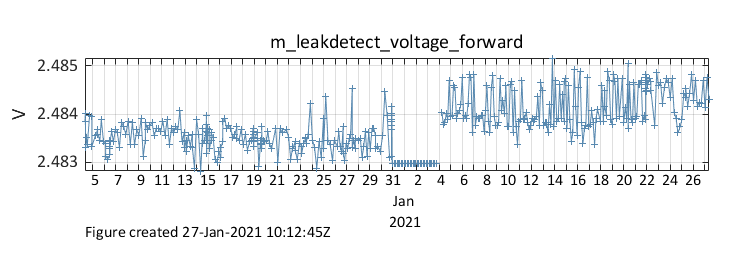 m_leakdetect_voltage_forward
2.485
2.484
2.483
V
5 7 9 11 13 15 17 19 21 23 25 27 29 31 2 4 6 8 10 12 14 16 18 20 22 24 26
Jan
2021
Figure created 27-Jan-2021 10:12:45Z